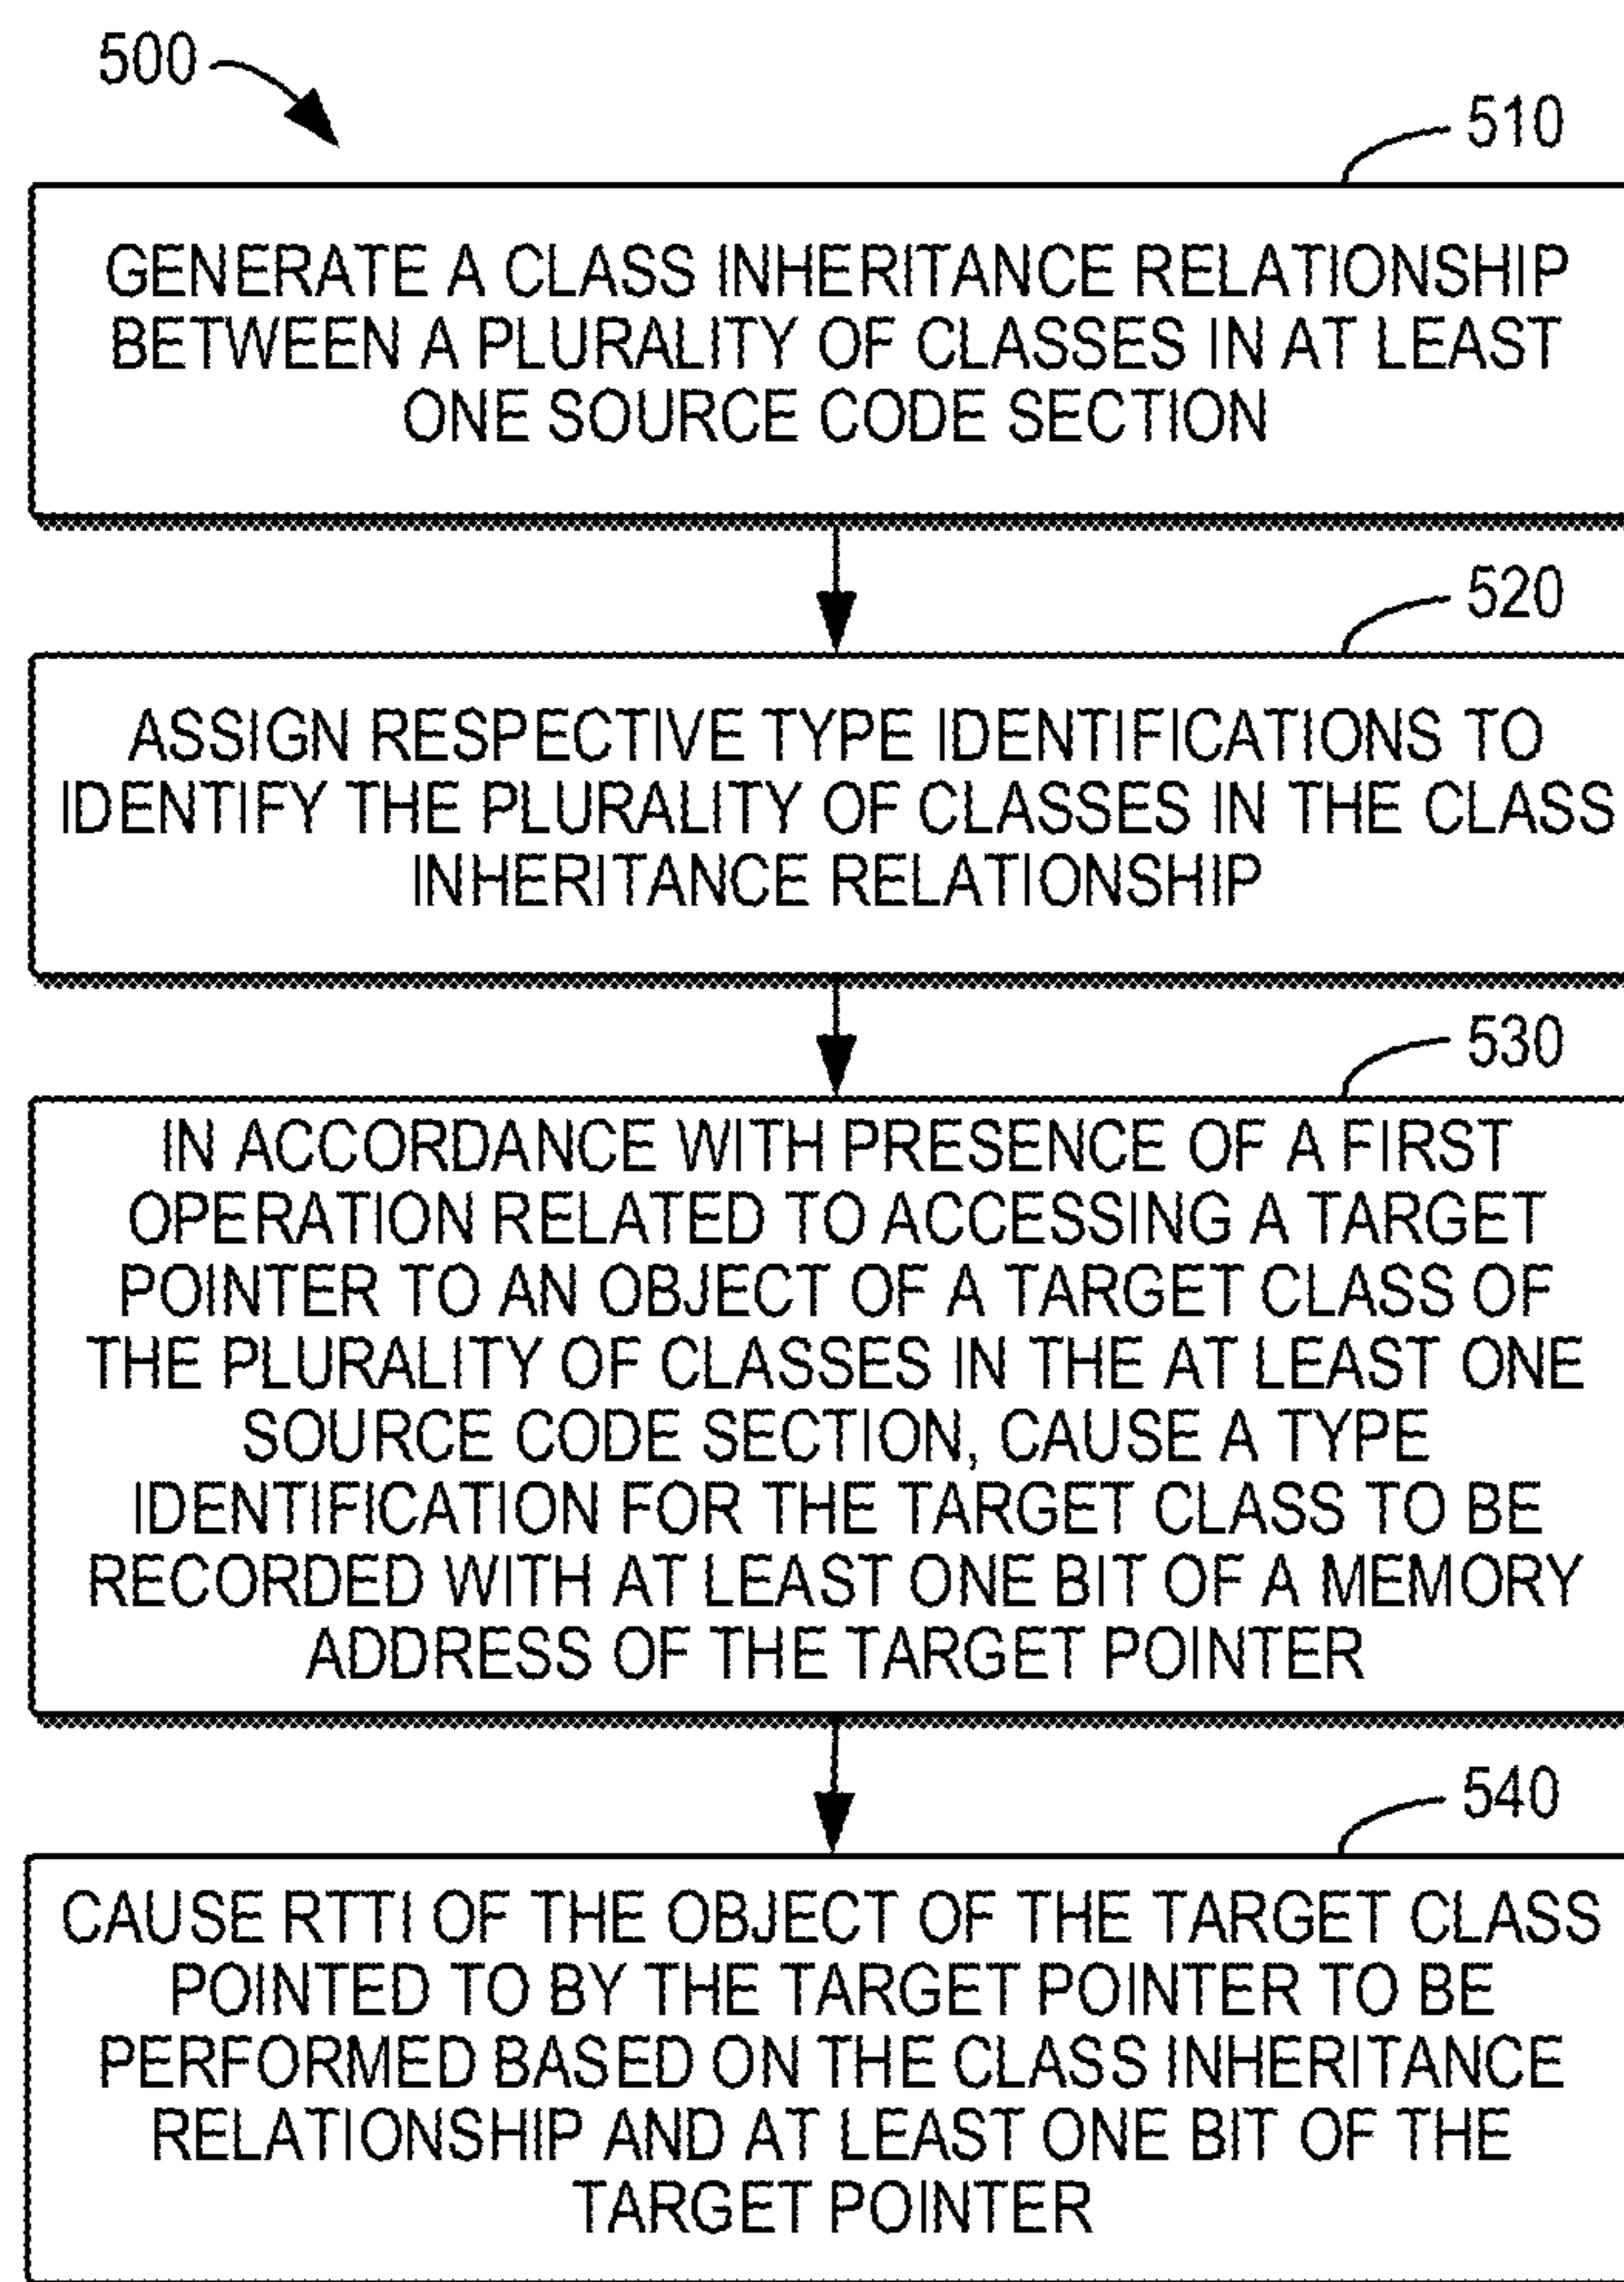 500
510
GENERATE A CLASS INHERITANCE RELATIONSHIP
BETWEEN A PLURALITY OF CLASSES IN AT LEAST
ONE SOURCE CODE SECTION
520
ASSIGN RESPECTIVE TYPE IDENTIFICATIONS TO
IDENTIFY THE PLURALITY OF CLASSES IN THE CLASS
INHERITANCE RELATIONSHIP
530
IN ACCORDANCE WITH PRESENCE OF A FIRST
OPERATION RELATED TO ACCESSING A TARGET
POINTER TO AN OBJECT OF A TARGET CLASS OF
THE PLURALITY OF CLASSES IN THE AT LEAST ONE
SOURCE CODE SECTION, CAUSE A TYPE
IDENTIFICATION FOR THE TARGET CLASS TO BE
RECORDED WITH AT LEAST ONE BIT OF A MEMORY
ADDRESS OF THE TARGET POINTER
540
CAUSE RTTI OF THE OBJECT OF THE TARGET CLASS
POINTED TO BY THE TARGET POINTER TO BE
PERFORMED BASED ON THE CLASS INHERITANCE
RELATIONSHIP AND AT LEAST ONE BIT OF THE
TARGET POINTER